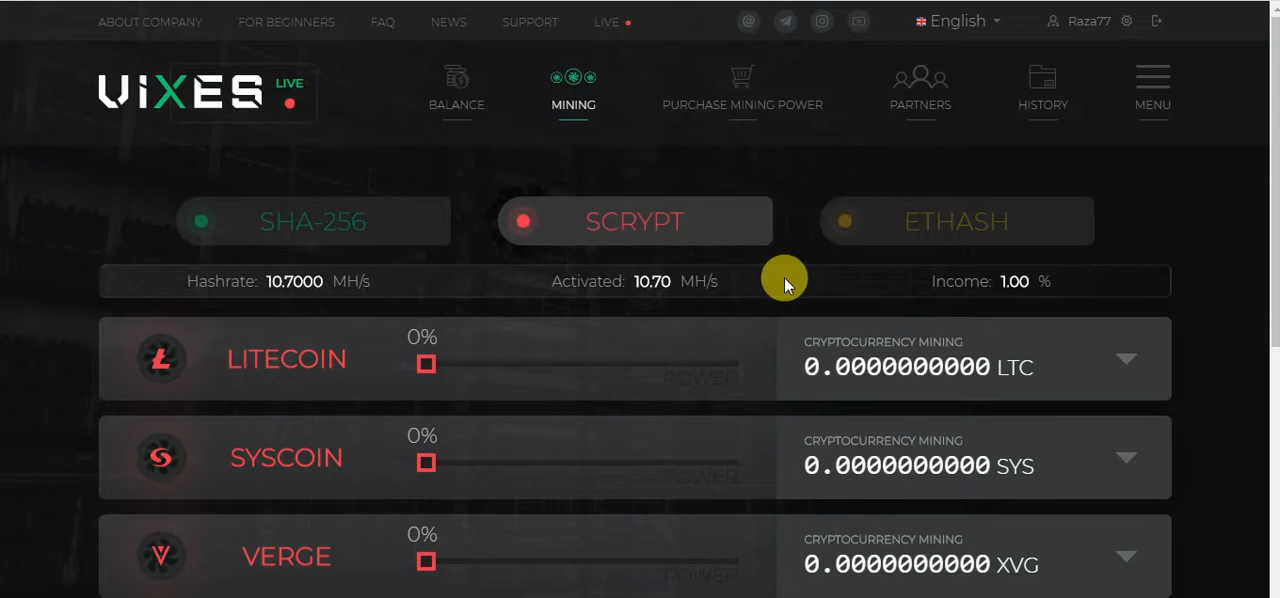 ABOUT COMPANY FOR BEGINNERS FAQ NEWS SUPPORT LIVE English Raza77
ViXES LIVE
BALANCE MINING PURCHASE MINING POWER PARTNERS HISTORY MENU
SHA-256 SCRYPT ETHASH
Hashrate: 10.7000 MH/s Activated: 10.70 MH/s Income: 1.00 %
0%
CRYPTOCURRENCY MINING
LITECOIN 0.0000000000 LTC
POWER
0%
CRYPTOCURRENCY MINING
SYSCOIN 0.0000000000 SYS
POWER
0%
CRYPTOCURRENCY MINING
VERGE 0.0000000000 XVG
POWER